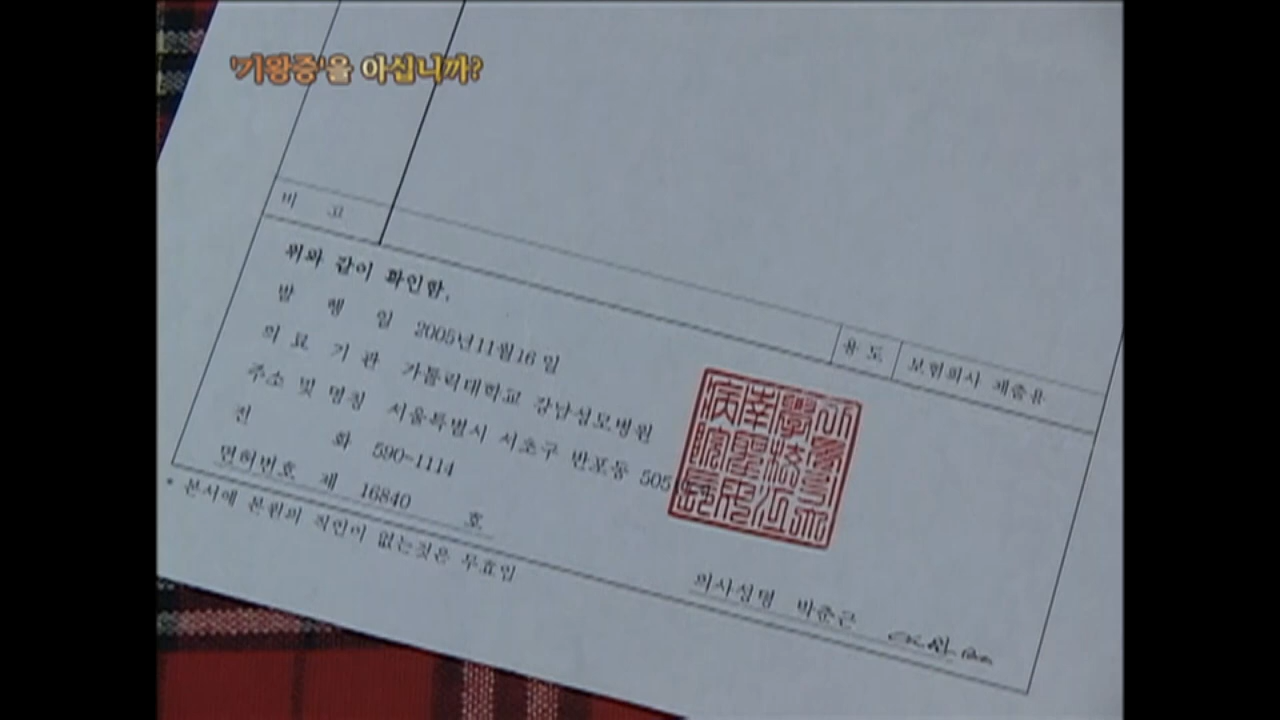 '기왕증'을 아십니까?
비 고
용 도 보험회사 제출용
위와 같이 확인함.
발 행 일 2005년11월16일
의 료 기 관 가톨릭대학교 강남성모병원
주소 및 명칭 서울특별시 서초구 반포동 505
전 화 590-1114
면허번호 제 16840 호
* 본서에 본원의 직인이 없는것은 무효임
의사성명 박준근